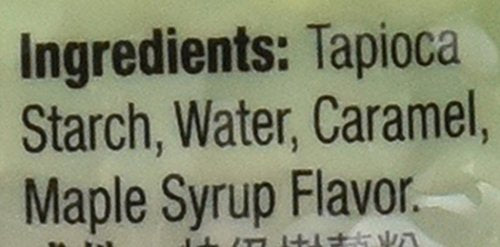 Ingredients: Tapioca
Starch, Water, Caramel,
Maple Syrup Flavor.